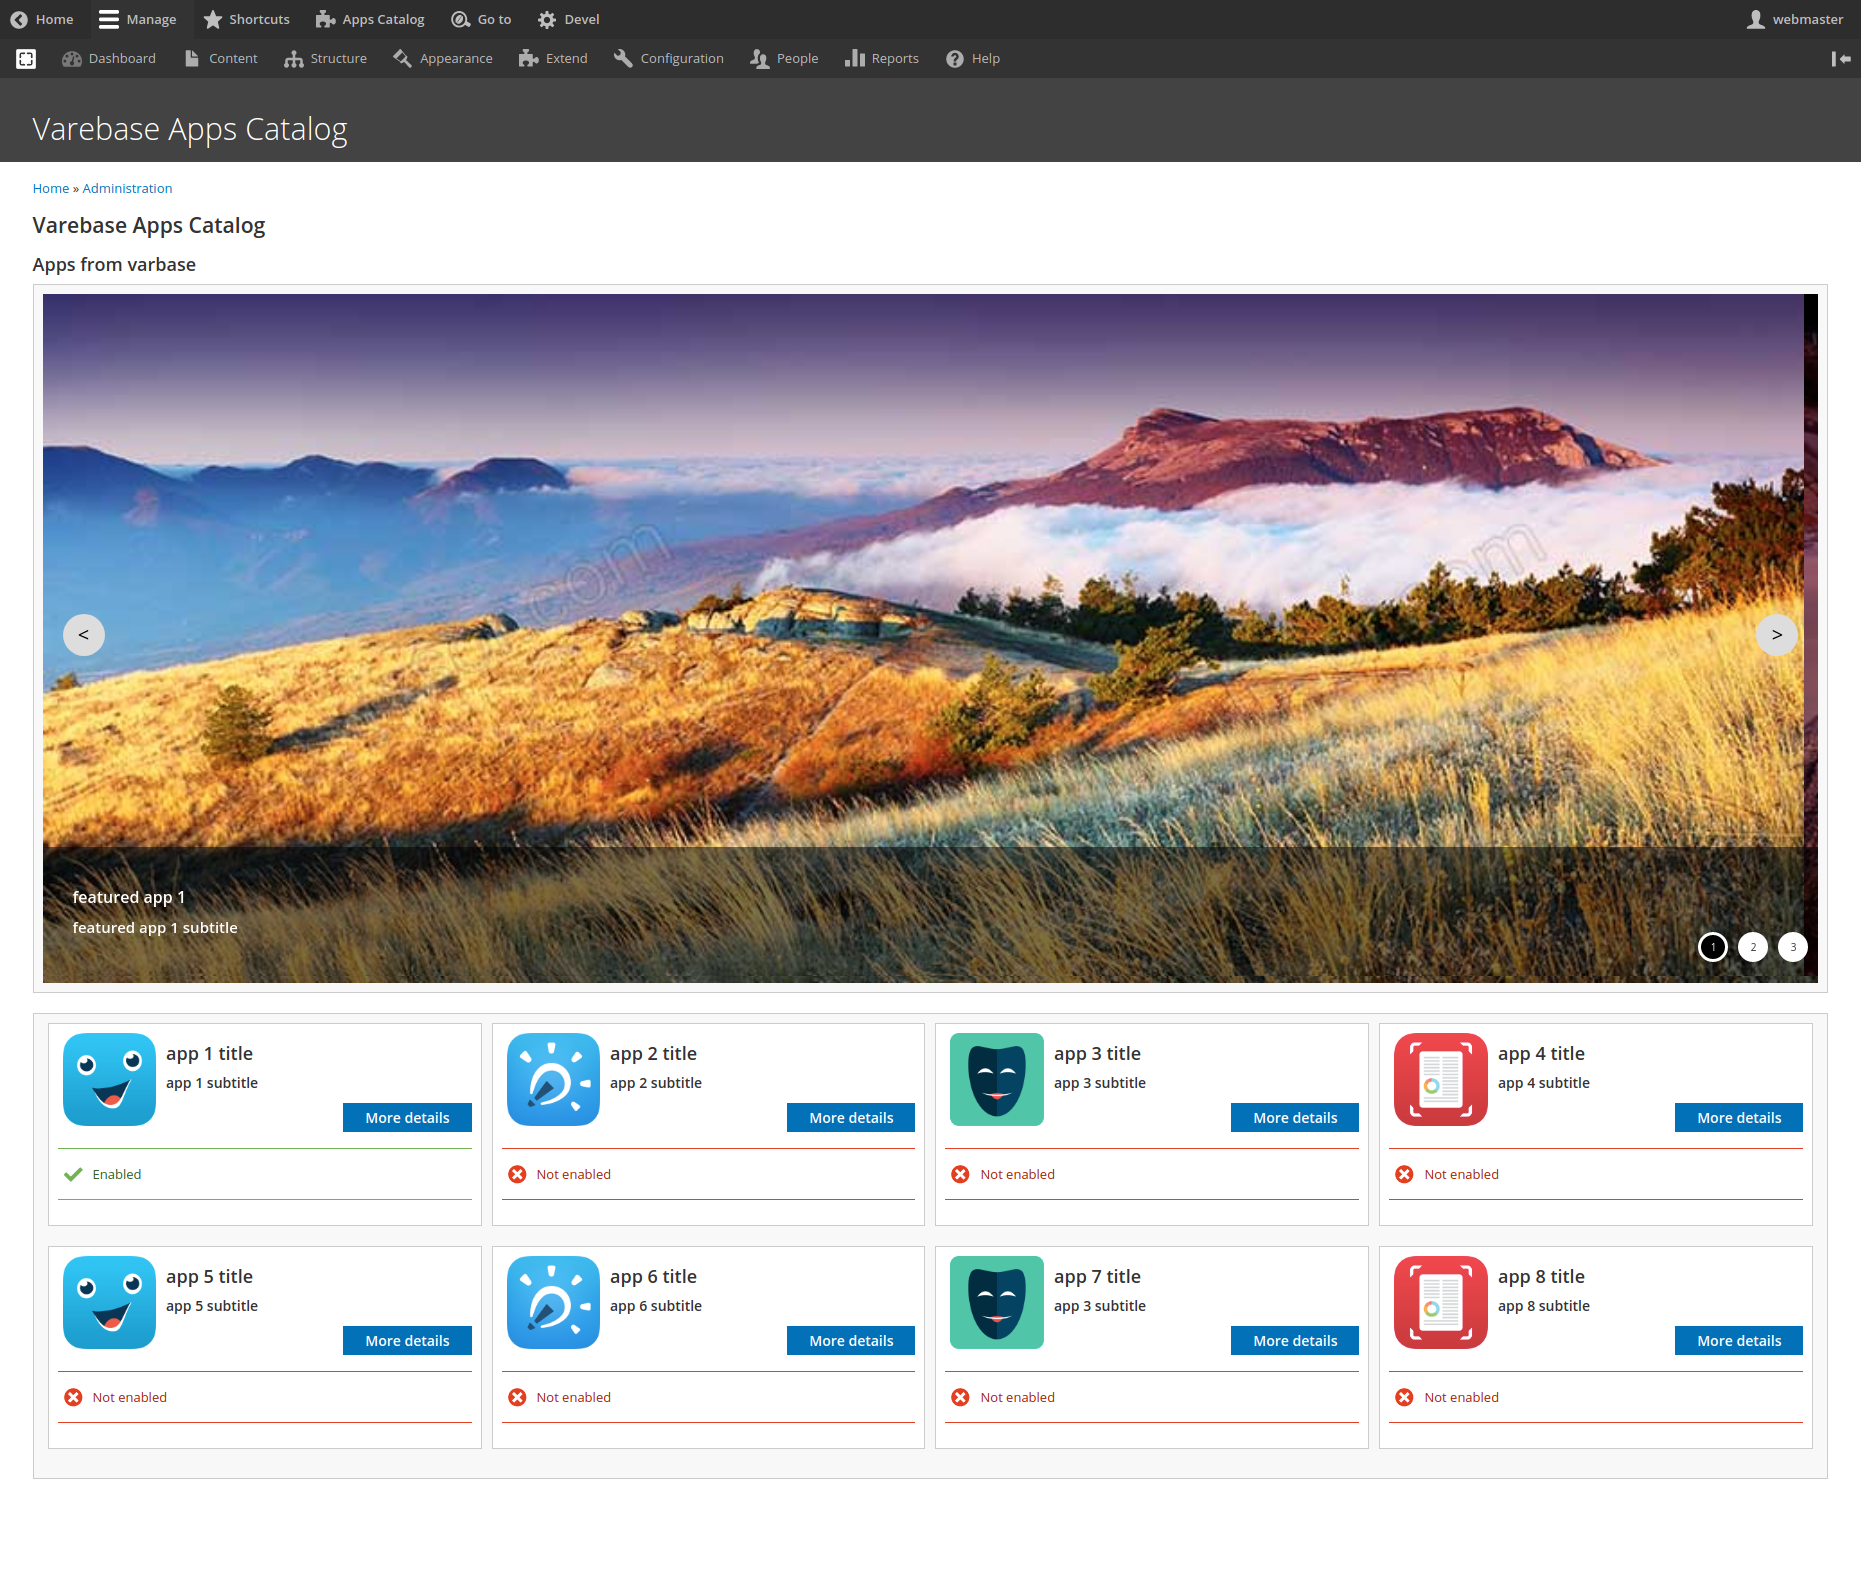 Home Manage Shortcuts Apps Catalog Go to Devel webmaster
Dashboard Content Structure Appearance Extend Configuration People Reports Help
Varebase Apps Catalog
Home » Administration
Varebase Apps Catalog
Apps from varbase
com
om
< >
featured app 1
featured app 1 subtitle
1 2 3
app 1 title
app 1 subtitle
More details
Enabled
app 2 title
app 2 subtitle
More details
Not enabled
app 3 title
app 3 subtitle
More details
Not enabled
app 4 title
app 4 subtitle
More details
Not enabled
app 5 title
app 5 subtitle
More details
Not enabled
app 6 title
app 6 subtitle
More details
Not enabled
app 7 title
app 3 subtitle
More details
Not enabled
app 8 title
app 8 subtitle
More details
Not enabled